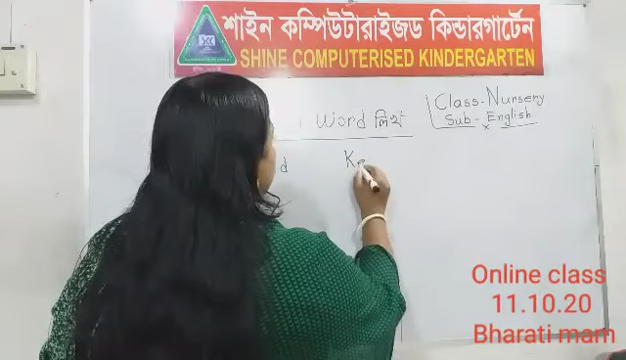 শাইন কম্পিউটারাইজড কিন্ডারগার্টেন
SHINE COMPUTERISED KINDERGARTEN
Class-Nursery
Sub- English
x
Word লিখ
d
K
Online class
11.10.20
Bharati mam